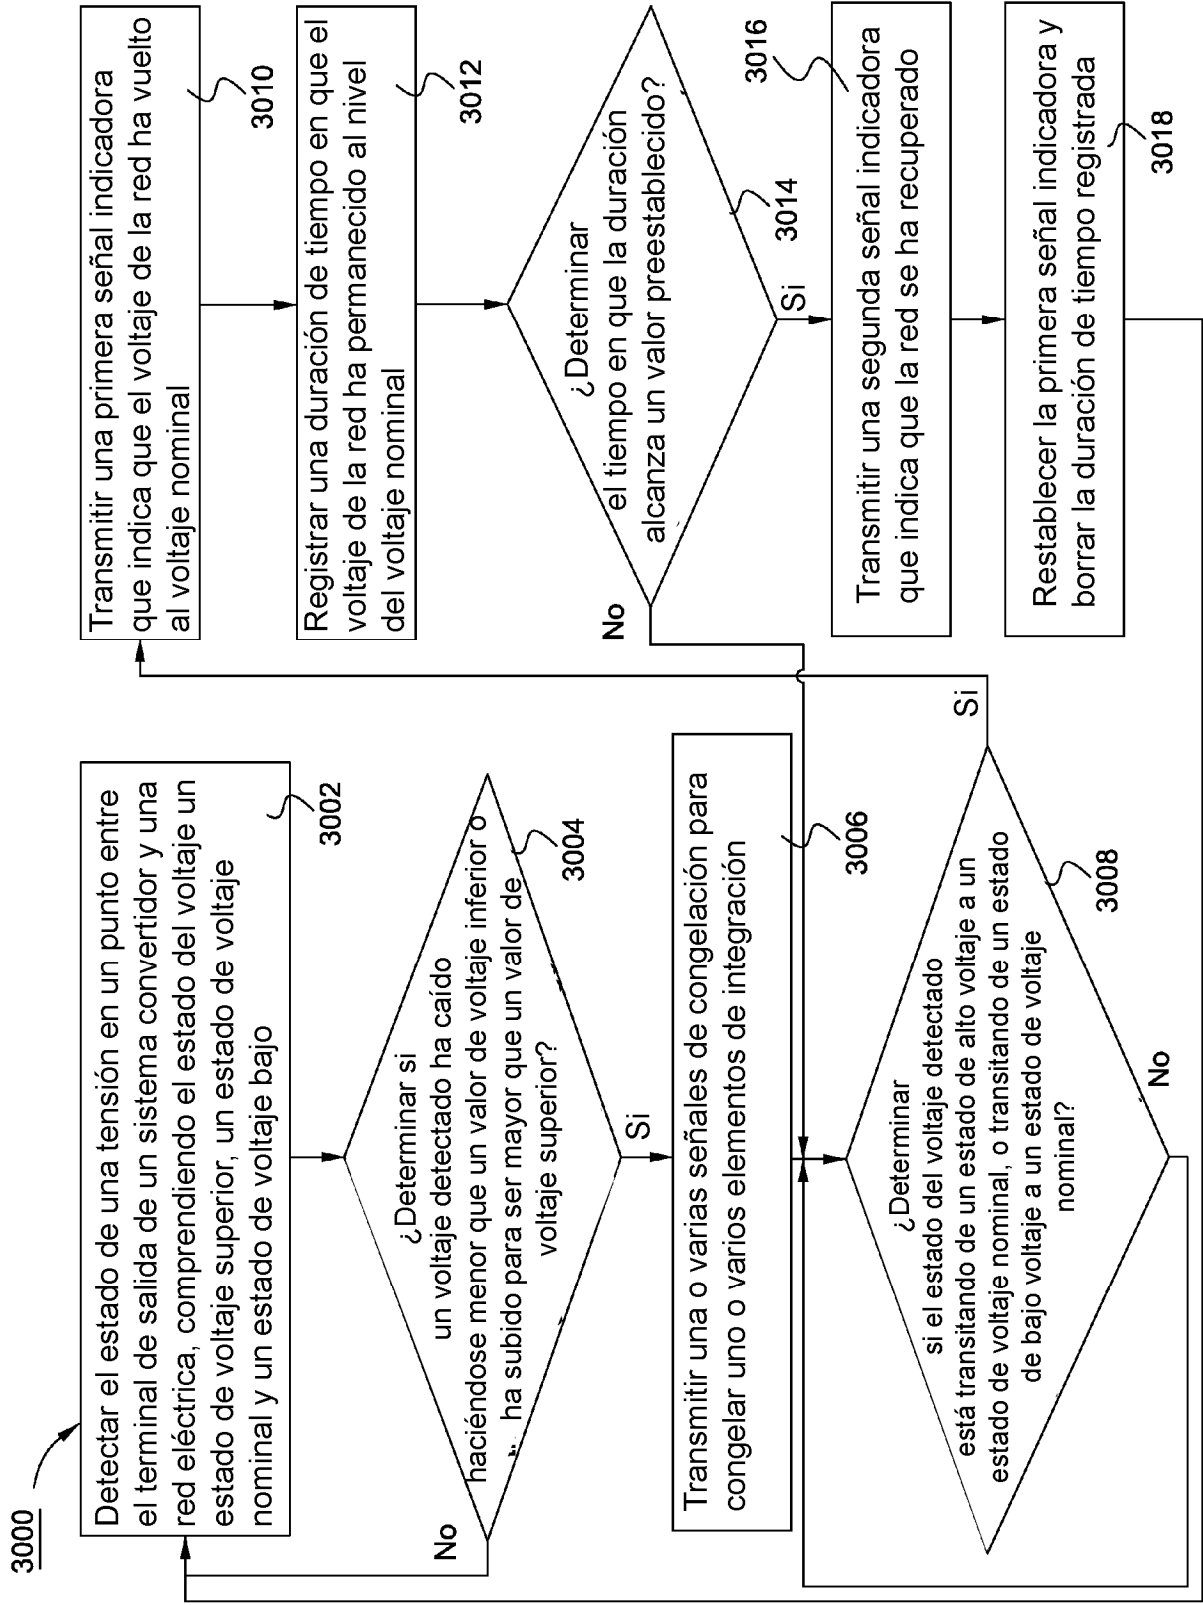 3000
Detectar el estado de una tensión en un punto entre
el terminal de salida de un sistema convertidor y una
red eléctrica, comprendiendo el estado del voltaje un
estado de voltaje superior, un estado de voltaje
nominal y un estado de voltaje bajo
3002
¿Determinar si
un voltaje detectado ha caído
haciéndose menor que un valor de voltaje inferior o
ha subido para ser mayor que un valor de
voltaje superior?
3004
No
Si
Transmitir una o varias señales de congelación para
congelar uno o varios elementos de integración
3006
¿Determinar
si el estado del voltaje detectado
está transitando de un estado de alto voltaje a un
estado de voltaje nominal, o transitando de un estado
de bajo voltaje a un estado de voltaje
nominal?
3008
No
Si
Transmitir una primera señal indicadora
que indica que el voltaje de la red ha vuelto
al voltaje nominal
3010
Registrar una duración de tiempo en que el
voltaje de la red ha permanecido al nivel
del voltaje nominal
3012
¿Determinar
el tiempo en que la duración
alcanza un valor preestablecido?
3014
No
Si
Transmitir una segunda señal indicadora
que indica que la red se ha recuperado
3016
Restablecer la primera señal indicadora y
borrar la duración de tiempo registrada
3018